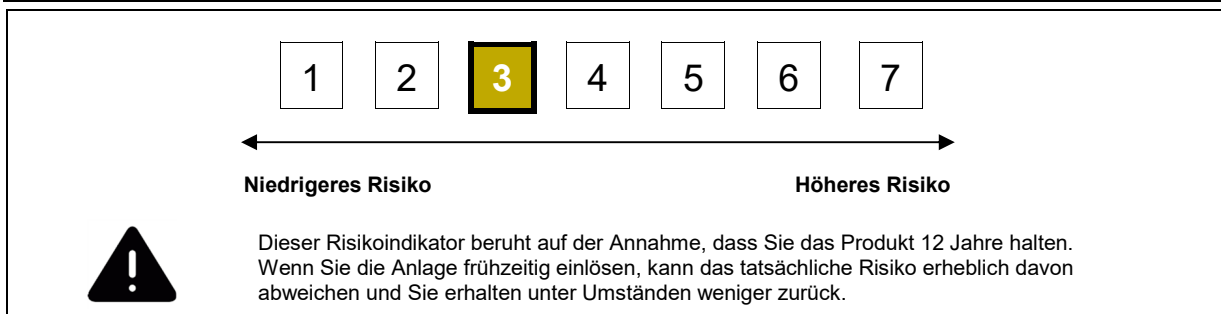 1 2 3 4 5 6 7
Niedrigeres Risiko Höheres Risiko
Dieser Risikoindikator beruht auf der Annahme, dass Sie das Produkt 12 Jahre halten.
Wenn Sie die Anlage frühzeitig einlösen, kann das tatsächliche Risiko erheblich davon
abweichen und Sie erhalten unter Umständen weniger zurück.